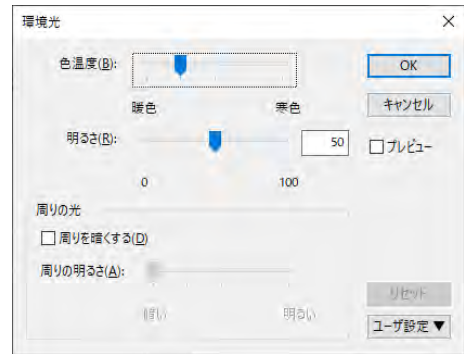 環境光
色温度(B):
OK
暖色 寒色
キャンセル
明るさ(R): 50
プレビュー
0 100
周りの光
周りを暗くする(D)
周りの明るさ(A):
暗い 明るい
リセット
ユーザ設定 ▼